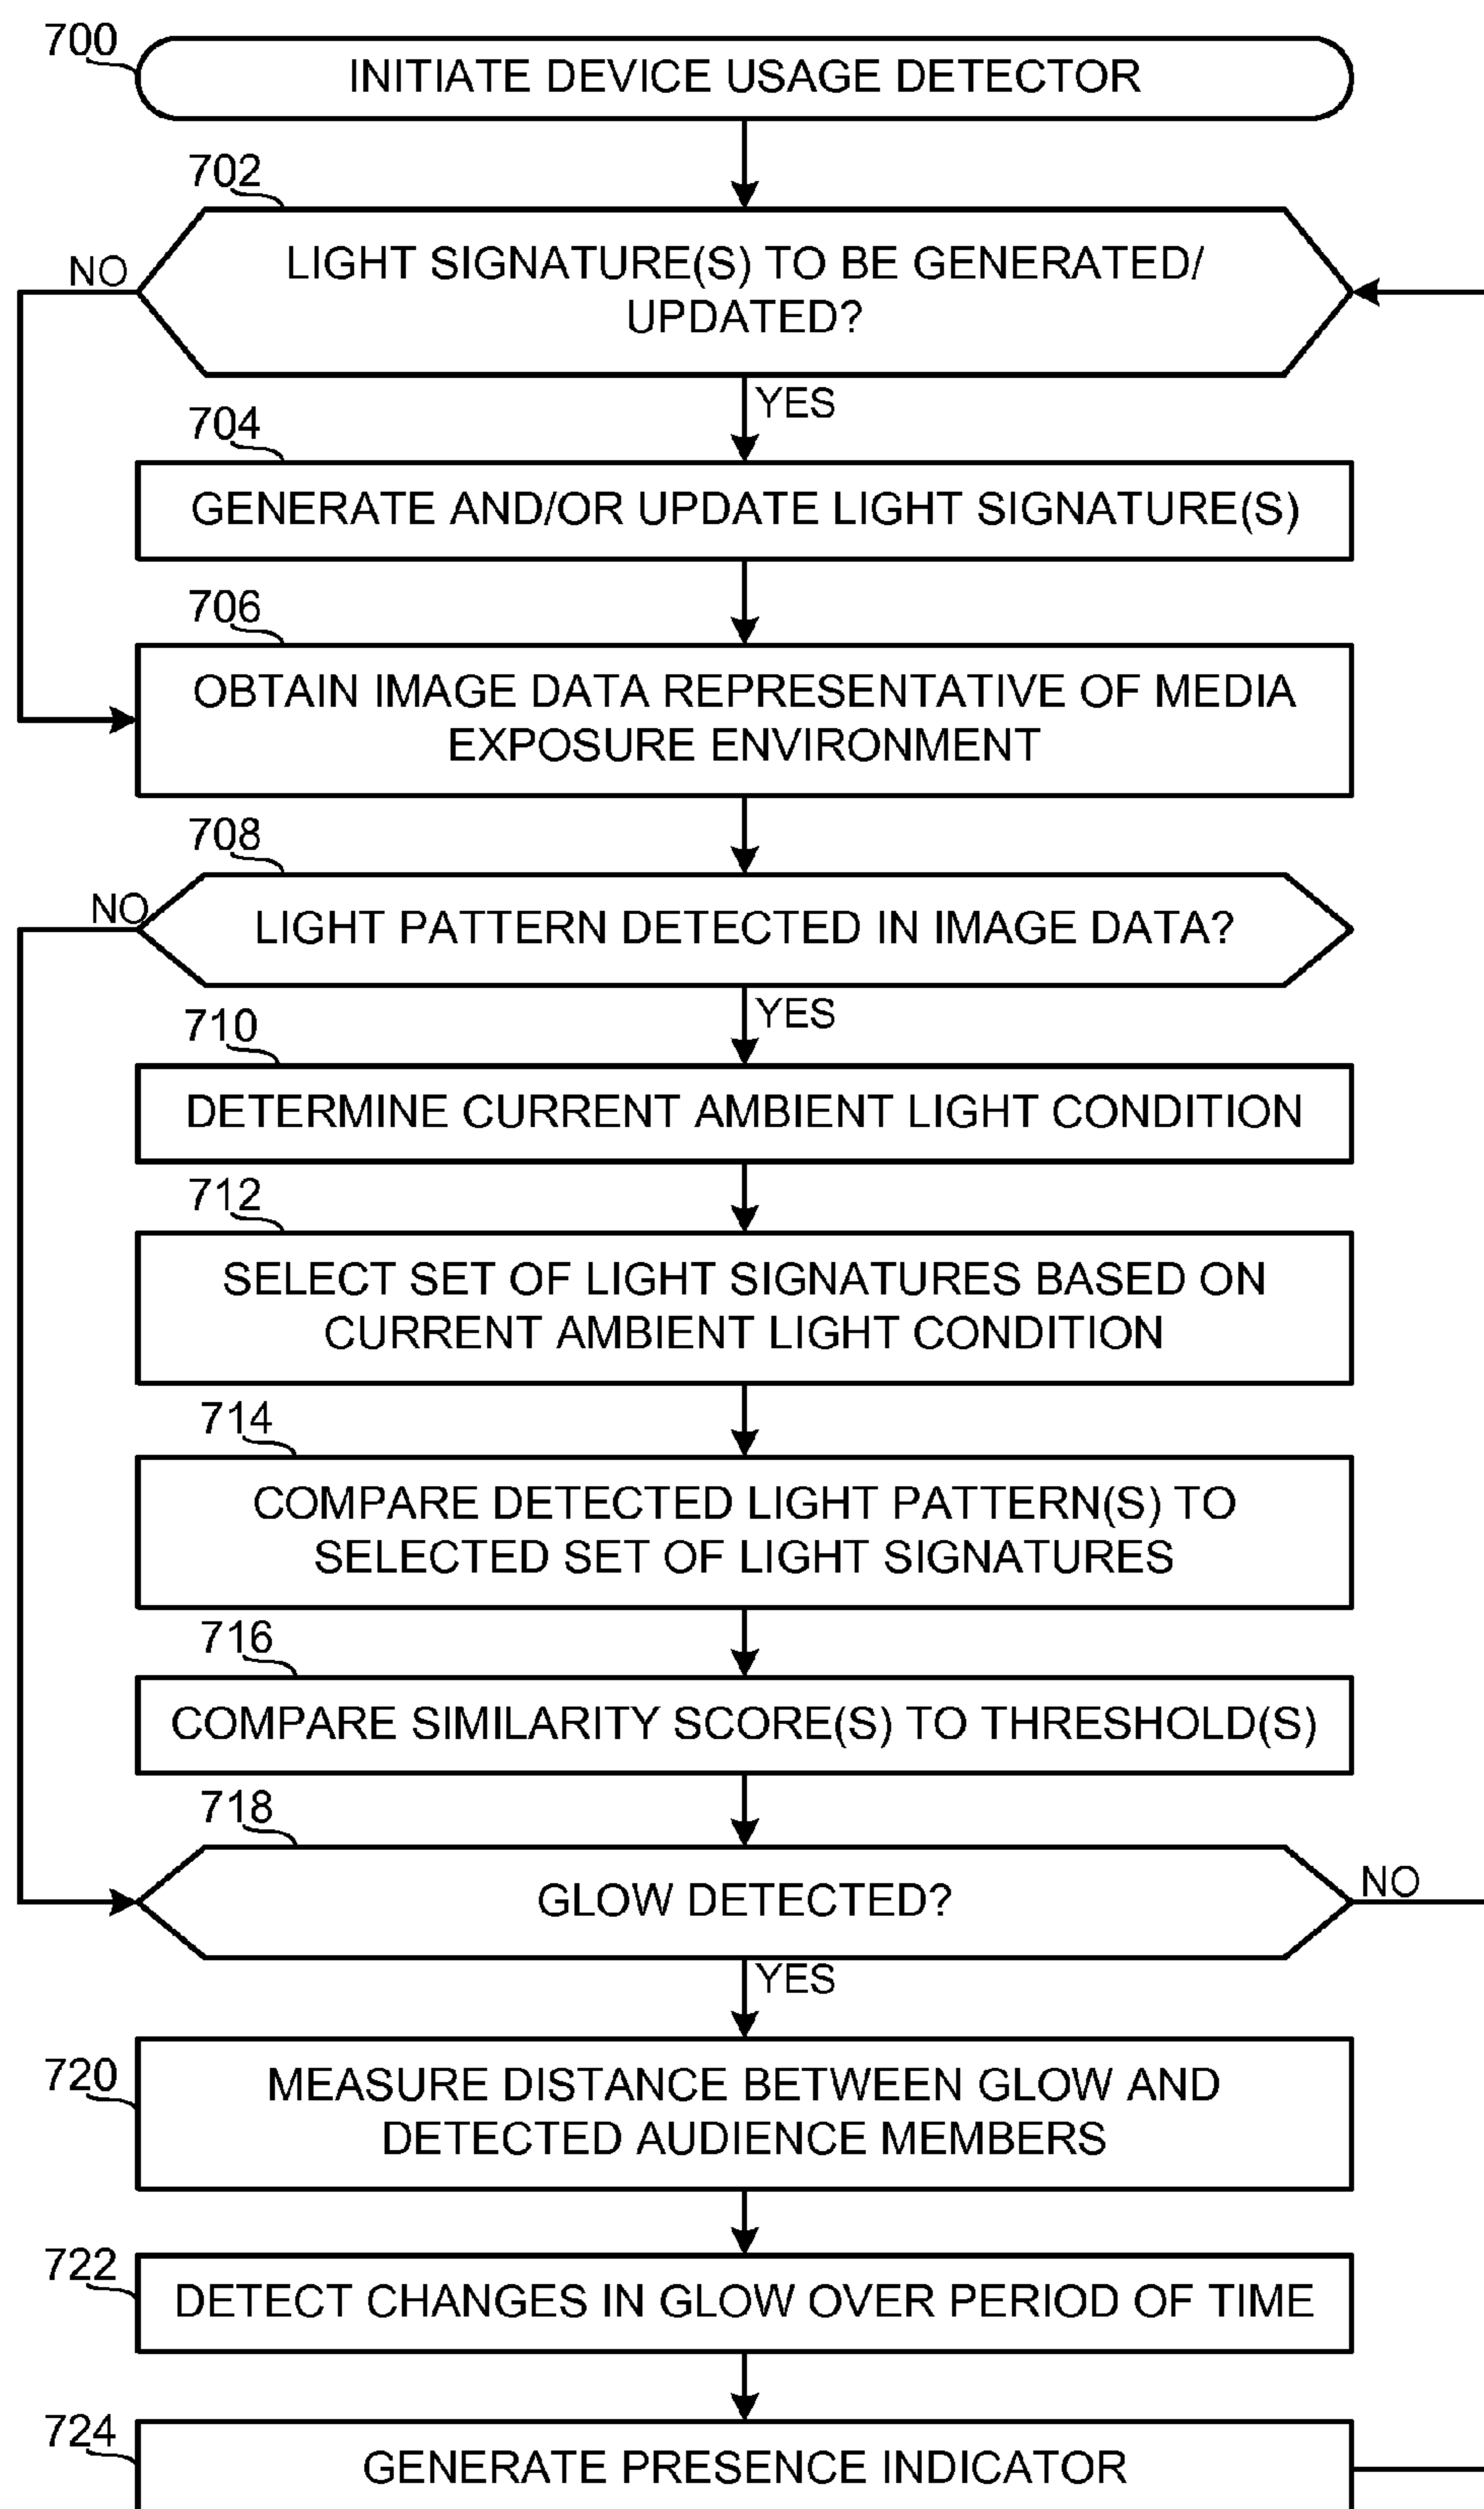 700
INITIATE DEVICE USAGE DETECTOR
702
NO
LIGHT SIGNATURE(S) TO BE GENERATED/
UPDATED?
YES
704
GENERATE AND/OR UPDATE LIGHT SIGNATURE(S)
706
OBTAIN IMAGE DATA REPRESENTATIVE OF MEDIA
EXPOSURE ENVIRONMENT
708
NO
LIGHT PATTERN DETECTED IN IMAGE DATA?
YES
710
DETERMINE CURRENT AMBIENT LIGHT CONDITION
712
SELECT SET OF LIGHT SIGNATURES BASED ON
CURRENT AMBIENT LIGHT CONDITION
714
COMPARE DETECTED LIGHT PATTERN(S) TO
SELECTED SET OF LIGHT SIGNATURES
716
COMPARE SIMILARITY SCORE(S) TO THRESHOLD(S)
718
GLOW DETECTED?
NO
YES
720
MEASURE DISTANCE BETWEEN GLOW AND
DETECTED AUDIENCE MEMBERS
722
DETECT CHANGES IN GLOW OVER PERIOD OF TIME
724
GENERATE PRESENCE INDICATOR